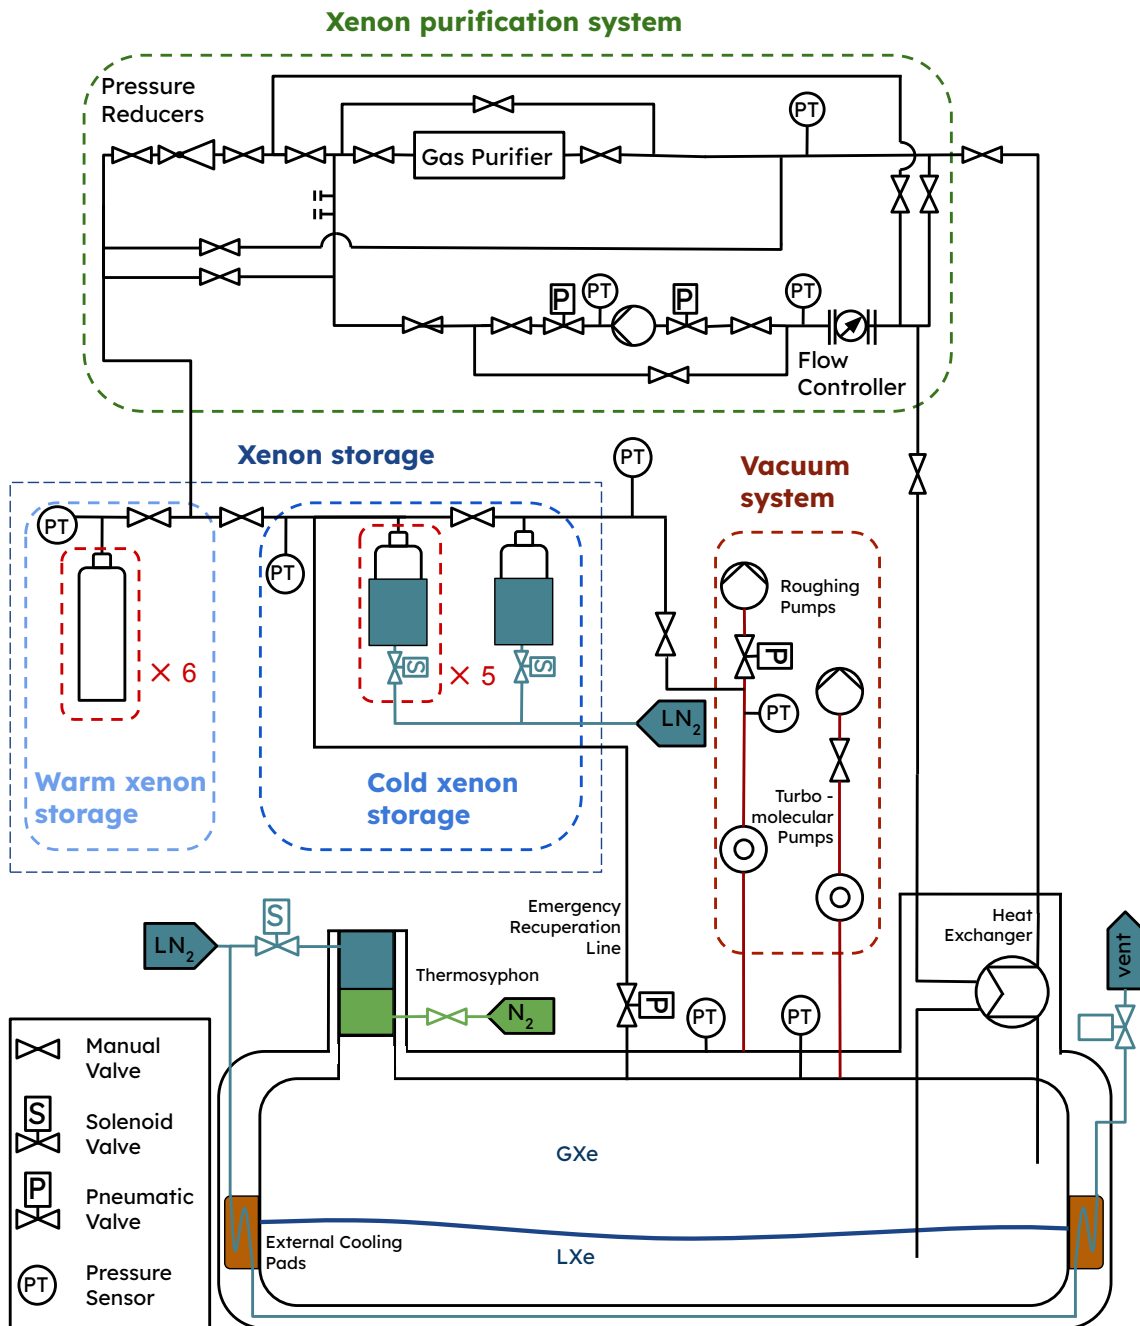 Xenon purification system
Pressure
Reducers
PT
Gas Purifier
P
PT
P
PT
Flow
Controller
Xenon storage
PT
Vacuum
system
PT
PT
Roughing
Pumps
P
S
S
× 6
× 5
LN2
PT
Warm xenon
storage
Cold xenon
storage
Turbo -
molecular
Pumps
Emergency
Recuperation
Line
Heat
Exchanger
S
LN2
vent
Thermosyphon
N2
P
PT
PT
Manual
Valve
S
Solenoid
Valve
P
Pneumatic
Valve
PT
Pressure
Sensor
GXe
External Cooling
Pads
LXe